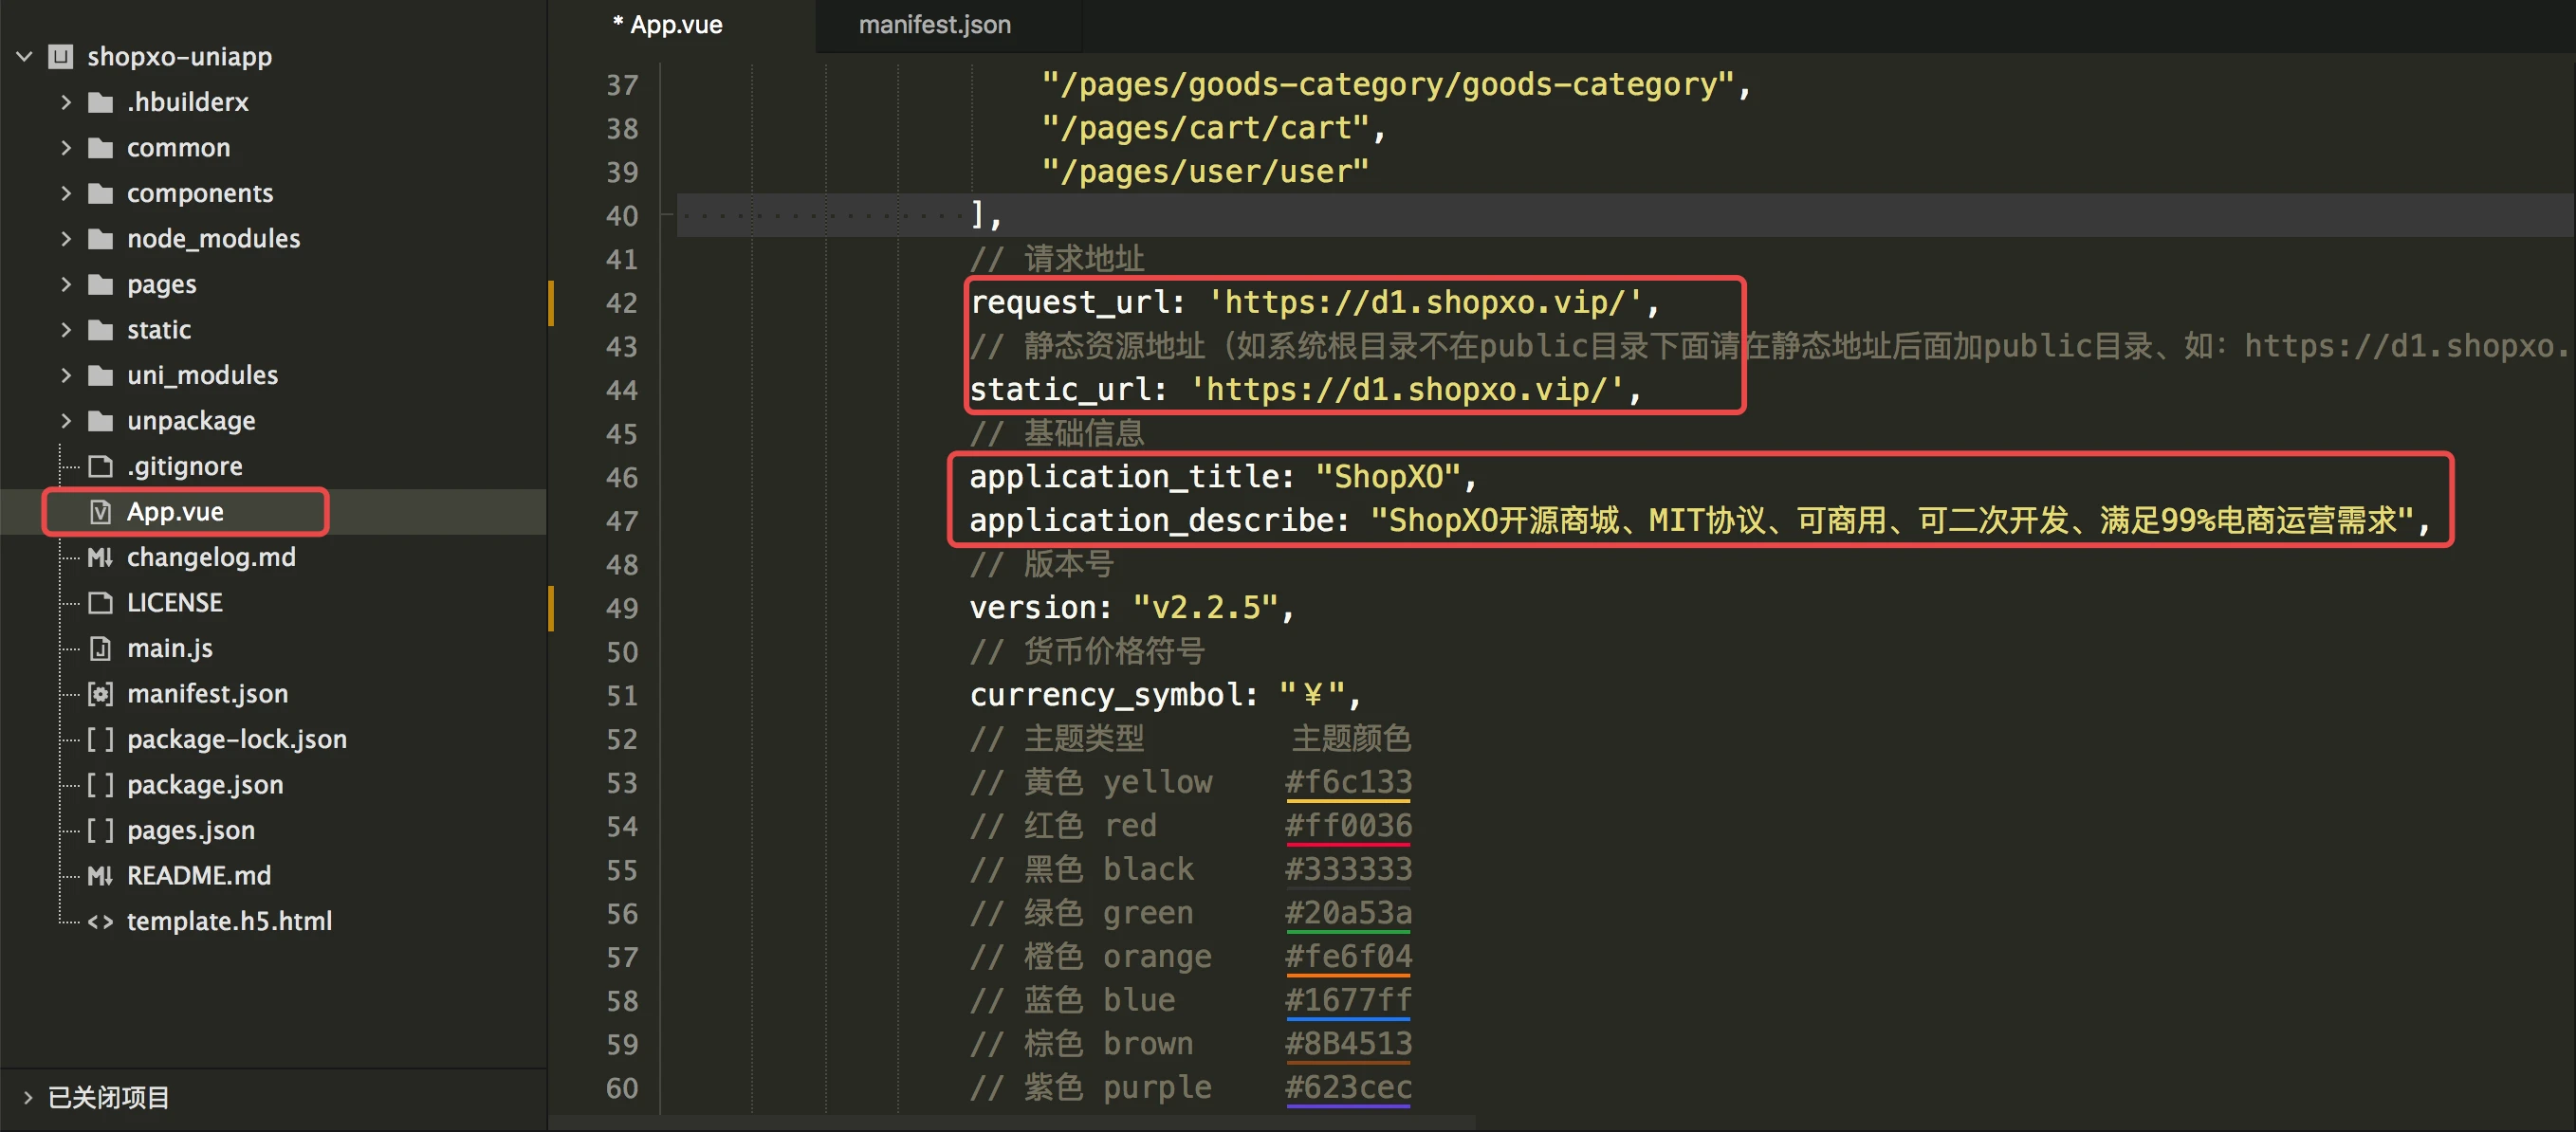 shopxo-uniapp
.hbuilderx
common
components
node_modules
pages
static
uni_modules
unpackage
.gitignore
App.vue
changelog.md
LICENSE
main.js
manifest.json
package-lock.json
package.json
pages.json
README.md
template.h5.html
已关闭项目
* App.vue
manifest.json
37 "/pages/goods-category/goods-category",
38 "/pages/cart/cart",
39 "/pages/user/user"
40 ],
41 // 请求地址
42 request_url: 'https://d1.shopxo.vip/',
43 // 静态资源地址（如系统根目录不在public目录下面请在静态地址后面加public目录、如：https://d1.shopxo.
44 static_url: 'https://d1.shopxo.vip/',
45 // 基础信息
46 application_title: "ShopXO",
47 application_describe: "ShopXO开源商城、MIT协议、可商用、可二次开发、满足99%电商运营需求",
48 // 版本号
49 version: "v2.2.5",
50 // 货币价格符号
51 currency_symbol: "￥",
52 // 主题类型 主题颜色
53 // 黄色 yellow #f6c133
54 // 红色 red #ff0036
55 // 黑色 black #333333
56 // 绿色 green #20a53a
57 // 橙色 orange #fe6f04
58 // 蓝色 blue #1677ff
59 // 棕色 brown #8B4513
60 // 紫色 purple #623cec